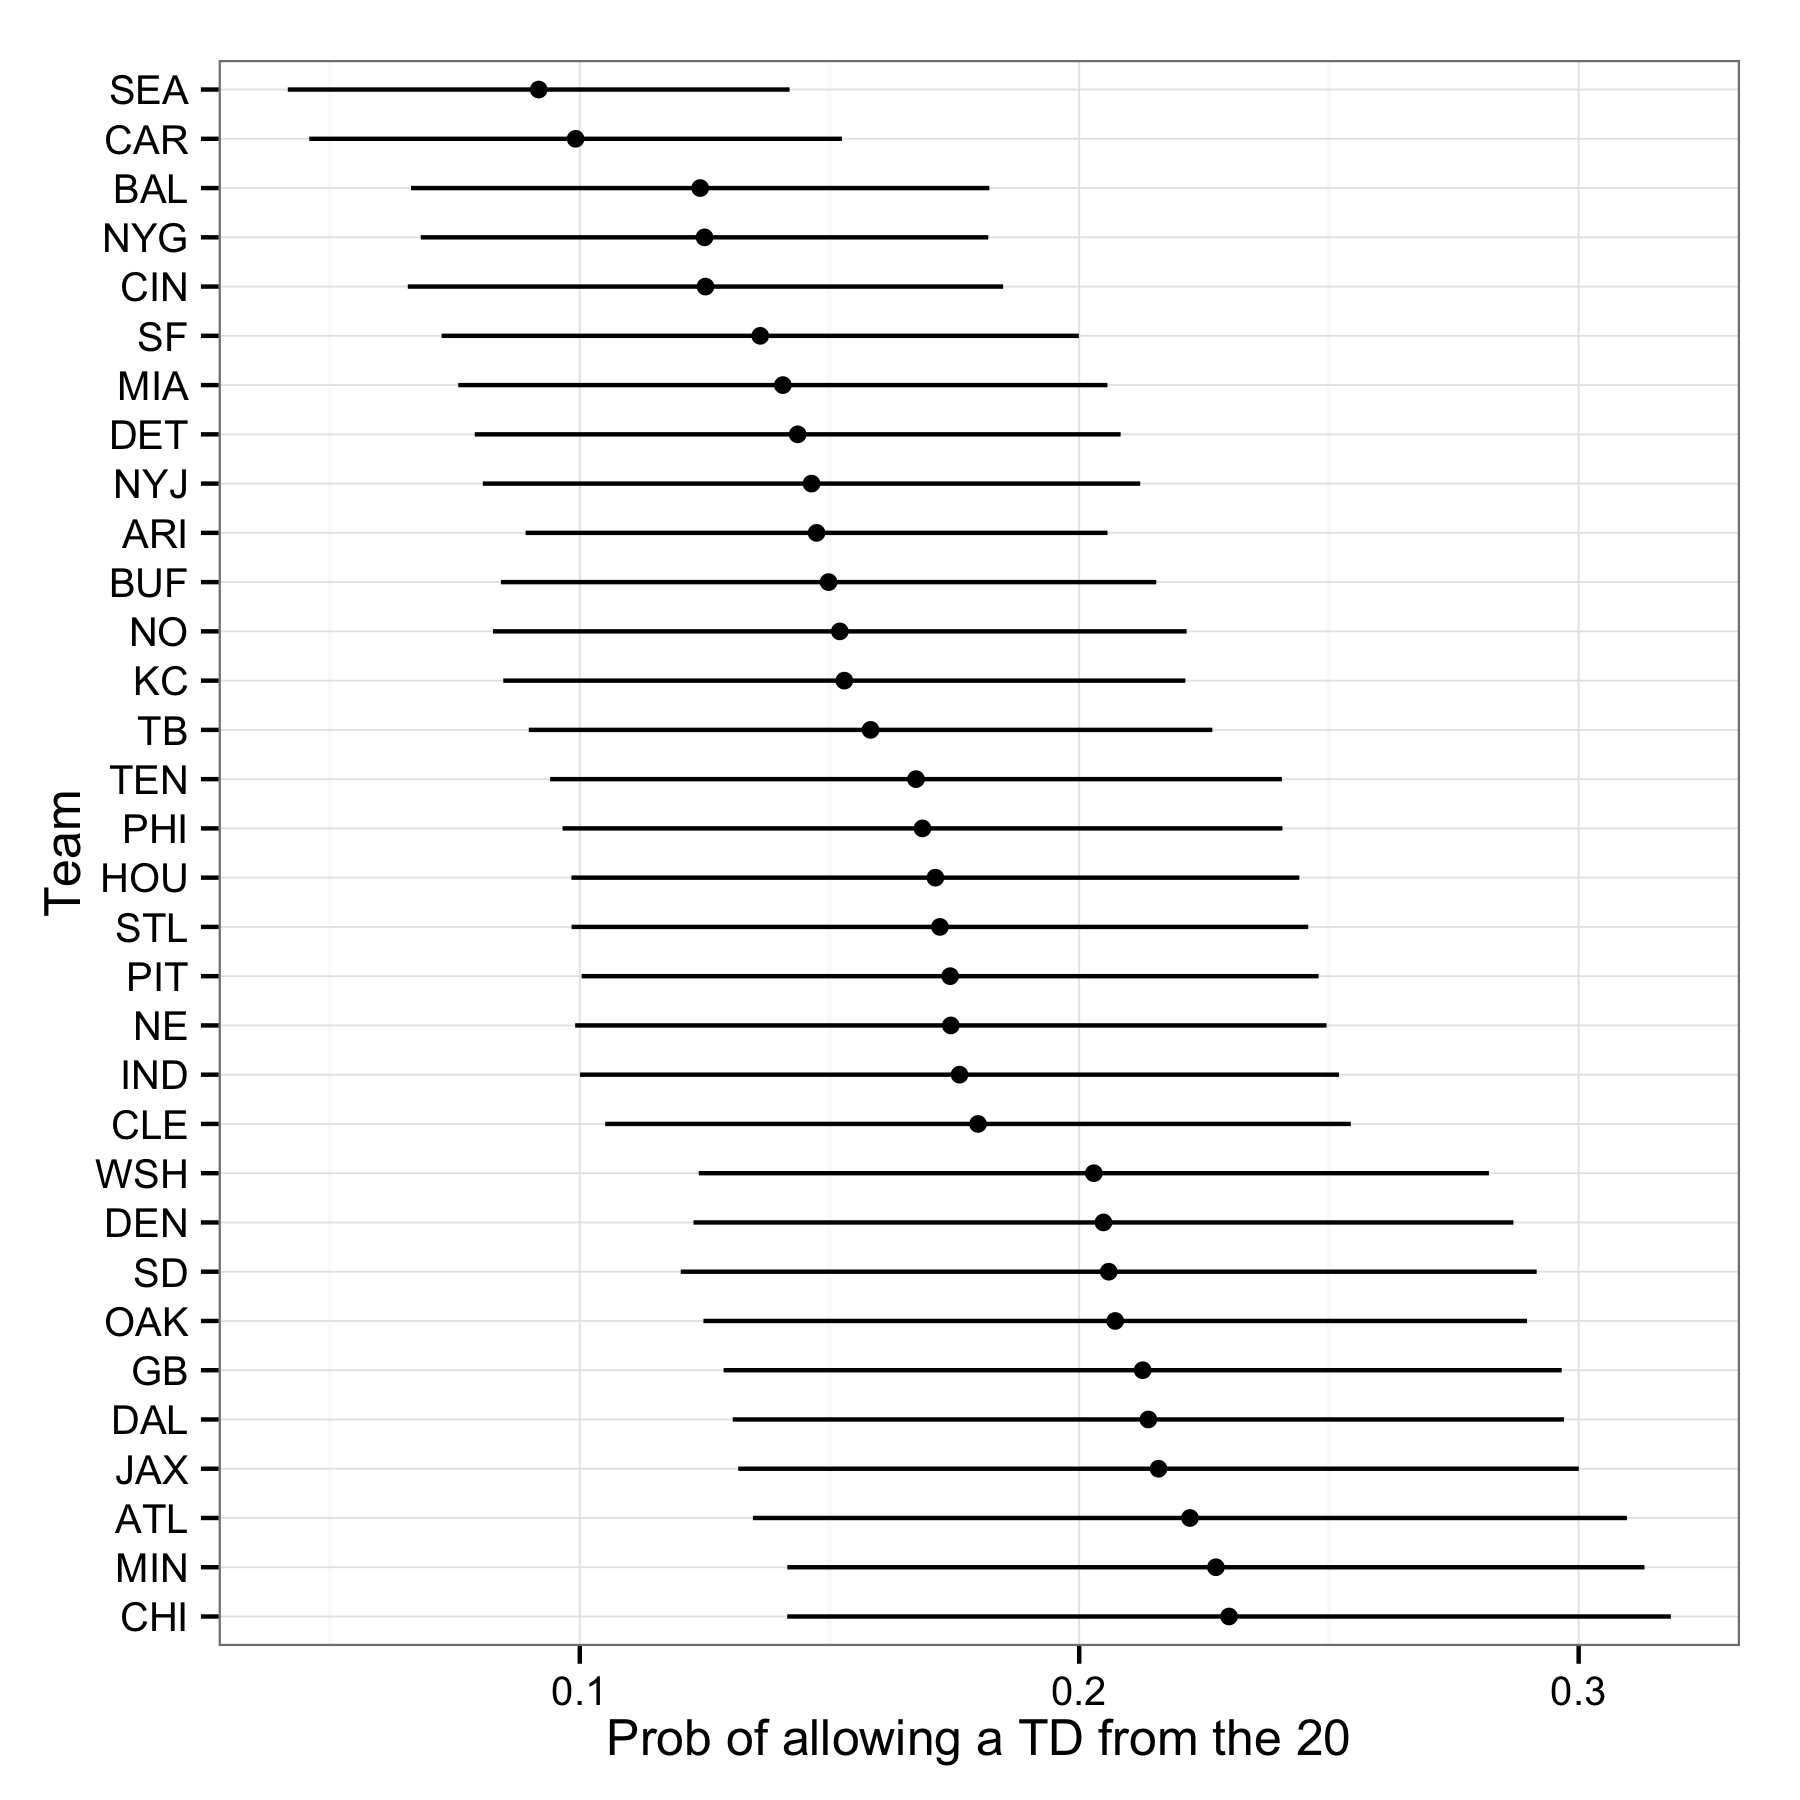 SEA
CAR
BAL
NYG
CIN
SF
MIA
DET
NYJ
ARI
BUF
NO
KC
TB
TEN
PHI
HOU
STL
PIT
NE
IND
CLE
WSH
DEN
SD
OAK
GB
DAL
JAX
ATL
MIN
CHI
Team
0.1 0.2 0.3
Prob of allowing a TD from the 20